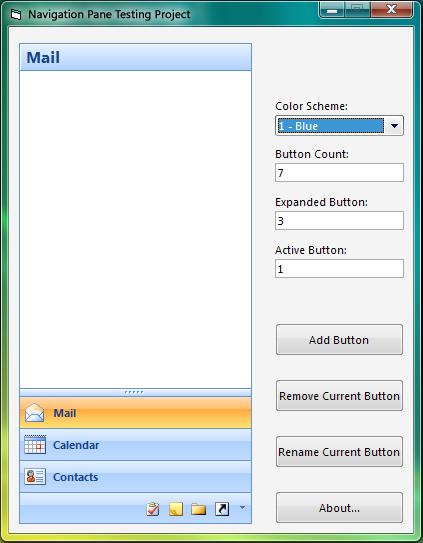 Navigation Pane Testing Project
Mail
Color Scheme:
1 - Blue
Button Count:
7
Expanded Button:
3
Active Button:
1
Add Button
Remove Current Button
Rename Current Button
About...
Mail
Calendar
Contacts